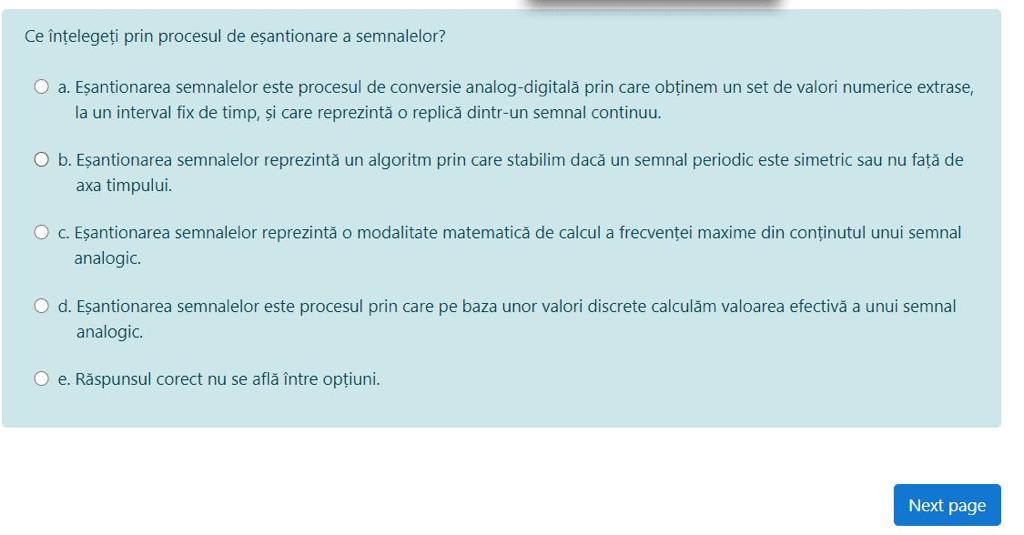 Ce înțelegeți prin procesul de eșantionare a semnalelor?
a. Eșantionarea semnalelor este procesul de conversie analog-digitală prin care obținem un set de valori numerice extrase,
la un interval fix de timp, și care reprezintă o replică dintr-un semnal continuu.
b. Eșantionarea semnalelor reprezintă un algoritm prin care stabilim dacă un semnal periodic este simetric sau nu față de
axa timpului.
c. Eșantionarea semnalelor reprezintă o modalitate matematică de calcul a frecvenței maxime din conținutul unui semnal
analogic.
d. Eșantionarea semnalelor este procesul prin care pe baza unor valori discrete calculăm valoarea efectivă a unui semnal
analogic.
e. Răspunsul corect nu se află între opțiuni.
Next page